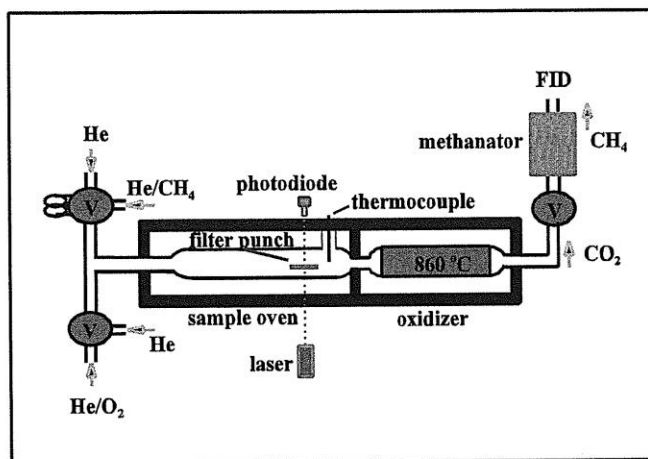 FID
He
methanator
CH₄
He/CH₄
photodiode
thermocouple
V
V
filter punch
860 °C
CO₂
V
sample oven
oxidizer
He
laser
He/O₂